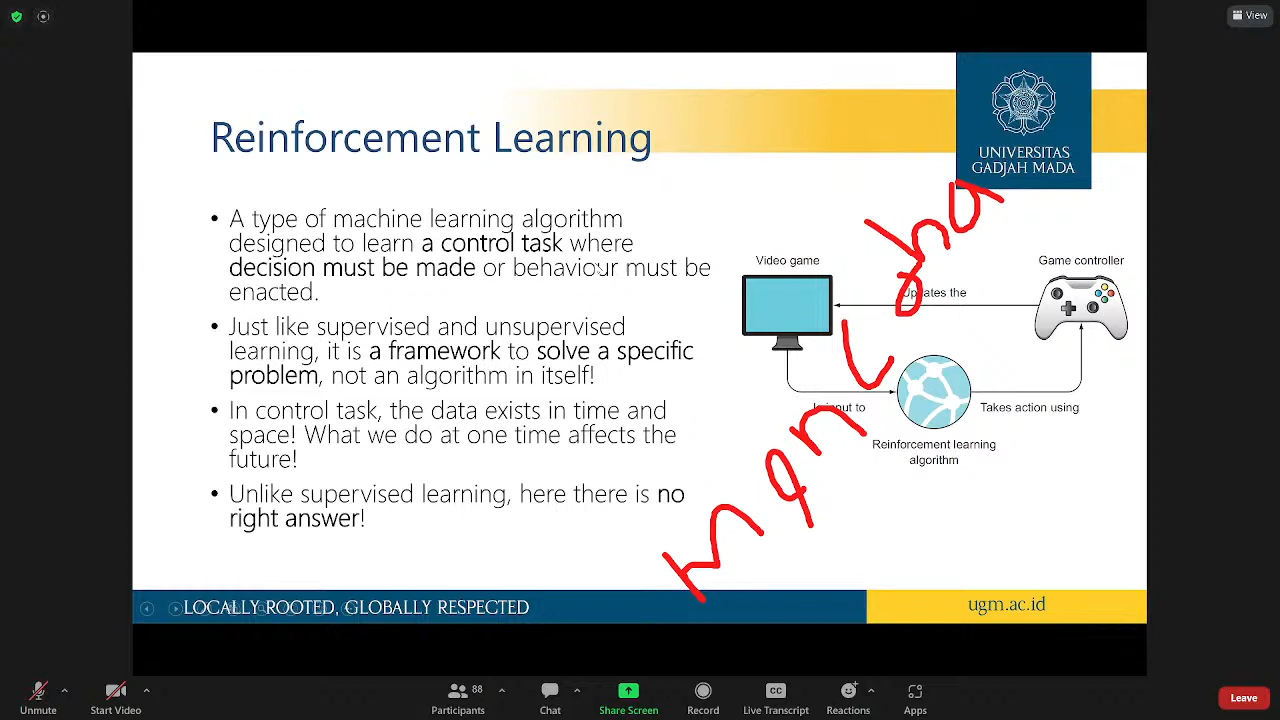 View
UNIVERSITAS
GADJAH MADA
Reinforcement Learning
• A type of machine learning algorithm
designed to learn a control task where
decision must be made or behaviour must be
enacted.
• Just like supervised and unsupervised
learning, it is a framework to solve a specific
problem, not an algorithm in itself!
• In control task, the data exists in time and
space! What we do at one time affects the
future!
• Unlike supervised learning, here there is no
right answer!
Video game
Game controller
Updates the
input to
Takes action using
Reinforcement learning
algorithm
LOCALLY ROOTED, GLOBALLY RESPECTED
ugm.ac.id
Unmute
Start Video
88
Participants
Chat
Share Screen
Record
CC
Live Transcript
Reactions
Apps
Leave